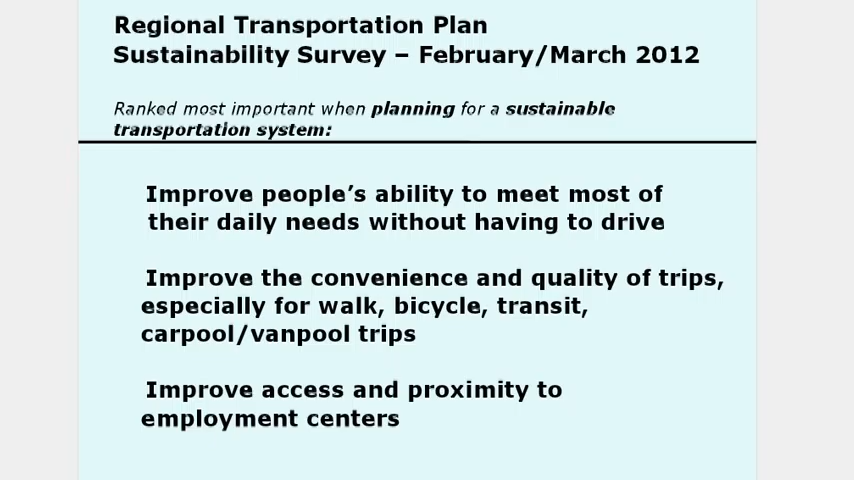 Regional Transportation Plan
Sustainability Survey – February/March 2012
Ranked most important when planning for a sustainable
transportation system:
Improve people's ability to meet most of
their daily needs without having to drive
Improve the convenience and quality of trips,
especially for walk, bicycle, transit,
carpool/vanpool trips
Improve access and proximity to
employment centers